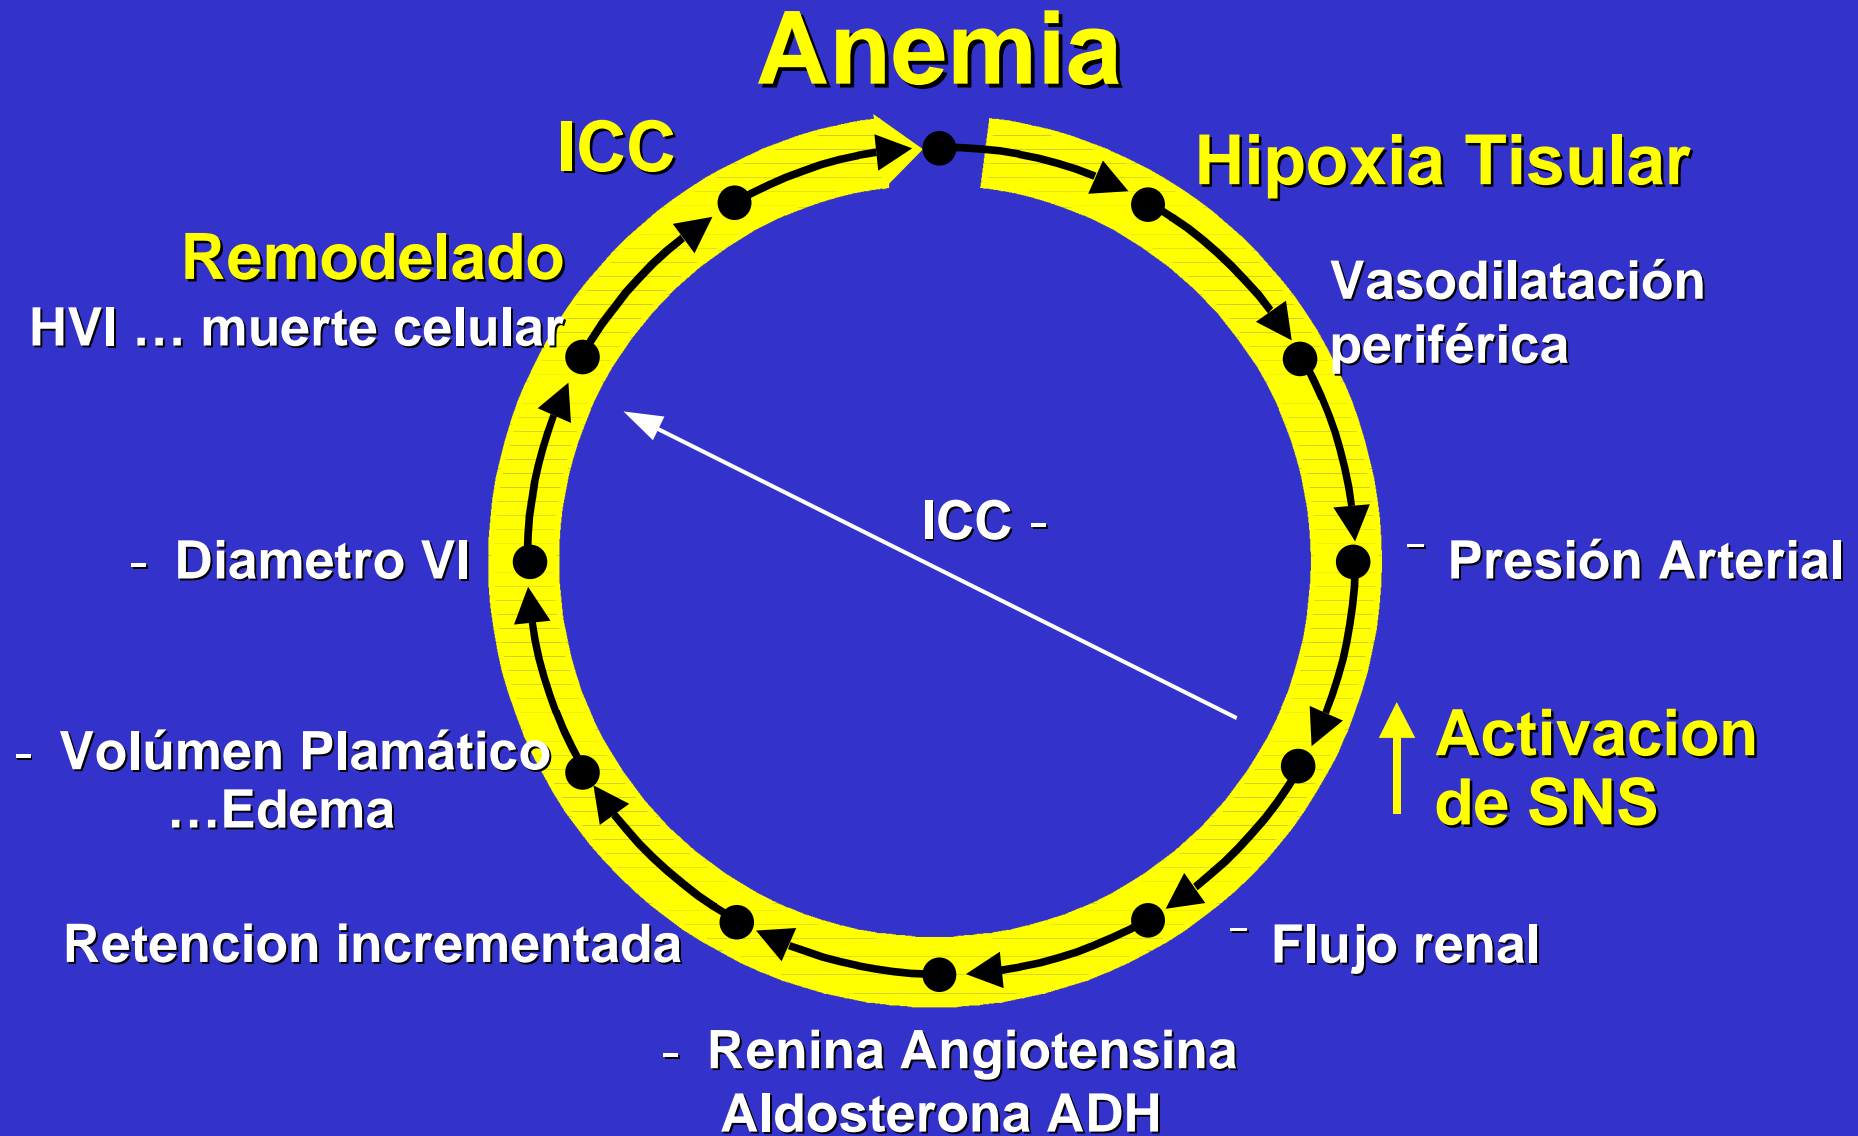 Anemia
ICC
Hipoxia Tisular
Remodelado
HVI … muerte celular
Vasodilatación
periférica
ICC -
- Diametro VI
¯ Presión Arterial
Activacion
de SNS
- Volúmen Plamático
…Edema
Retencion incrementada
¯ Flujo renal
- Renina Angiotensina
Aldosterona ADH